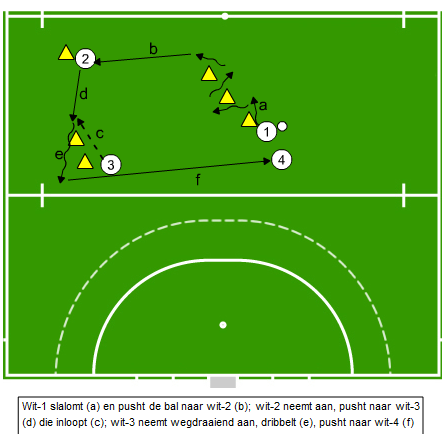 b
2
a
d
1
c
e
3
4
f
Wit-1 slalomt (a) en pusht de bal naar wit-2 (b); wit-2 neemt aan, pusht naar wit-3
(d) die inloopt (c); wit-3 neemt wegdraaiend aan, dribbelt (e), pusht naar wit-4 (f)